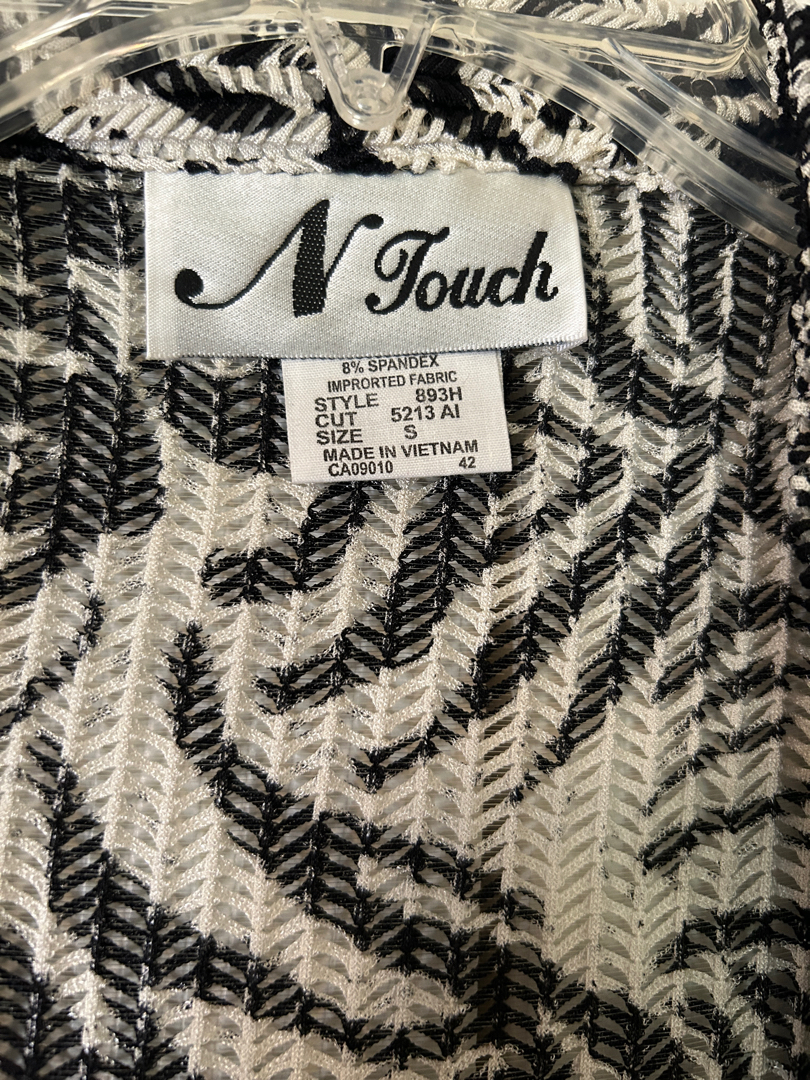 N Touch
8% SPANDEX
IMPRORTED FABRIC
STYLE 893H
CUT 5213 AI
SIZE S
MADE IN VIETNAM
CA09010 42